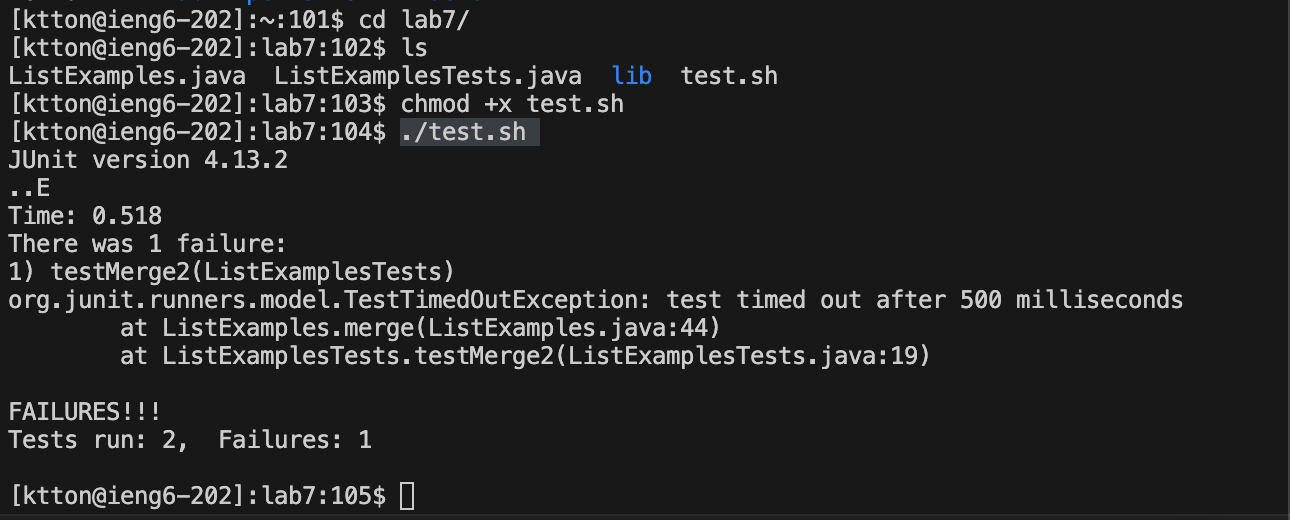 [ktton@ieng6-202]:~:101$ cd lab7/
[ktton@ieng6-202]:lab7:102$ ls
ListExamples.java  ListExamplesTests.java  lib  test.sh
[ktton@ieng6-202]:lab7:103$ chmod +x test.sh
[ktton@ieng6-202]:lab7:104$ ./test.sh
JUnit version 4.13.2
..E
Time: 0.518
There was 1 failure:
1) testMerge2(ListExamplesTests)
org.junit.runners.model.TestTimedOutException: test timed out after 500 milliseconds
        at ListExamples.merge(ListExamples.java:44)
        at ListExamplesTests.testMerge2(ListExamplesTests.java:19)

FAILURES!!!
Tests run: 2,  Failures: 1

[ktton@ieng6-202]:lab7:105$